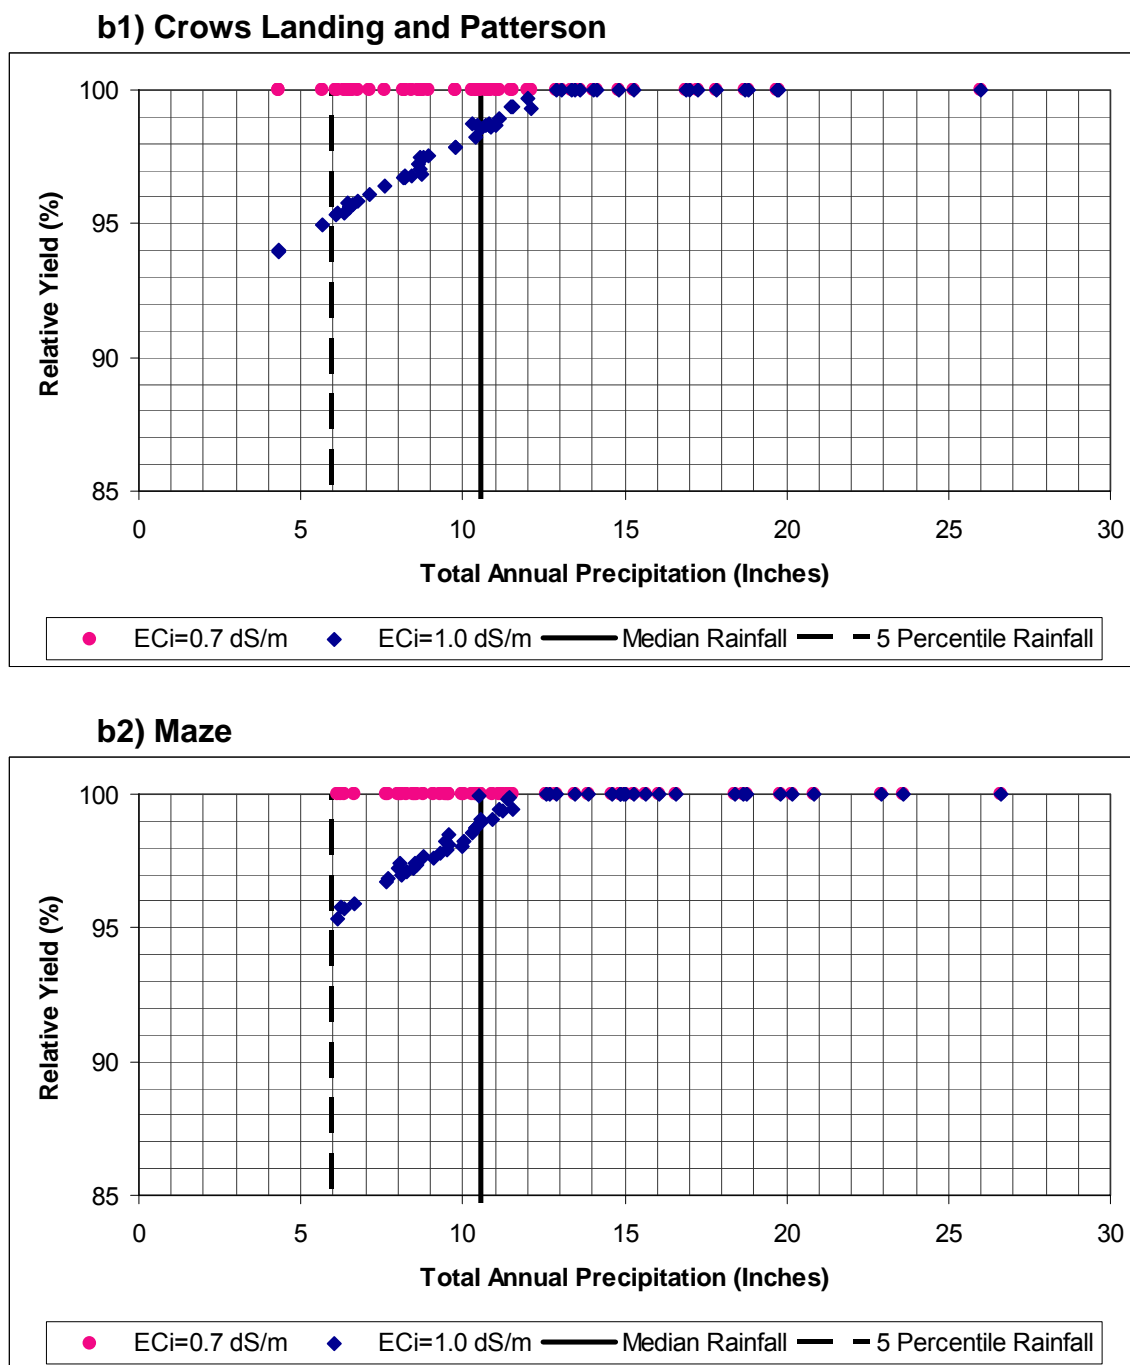 b1) Crows Landing and Patterson
100
95
90
85
Relative Yield (%)
0 5 10 15 20 25 30
Total Annual Precipitation (Inches)
ECi=0.7 dS/m ECi=1.0 dS/m Median Rainfall 5 Percentile Rainfall
b2) Maze
100
95
90
85
Relative Yield (%)
0 5 10 15 20 25 30
Total Annual Precipitation (Inches)
ECi=0.7 dS/m ECi=1.0 dS/m Median Rainfall 5 Percentile Rainfall